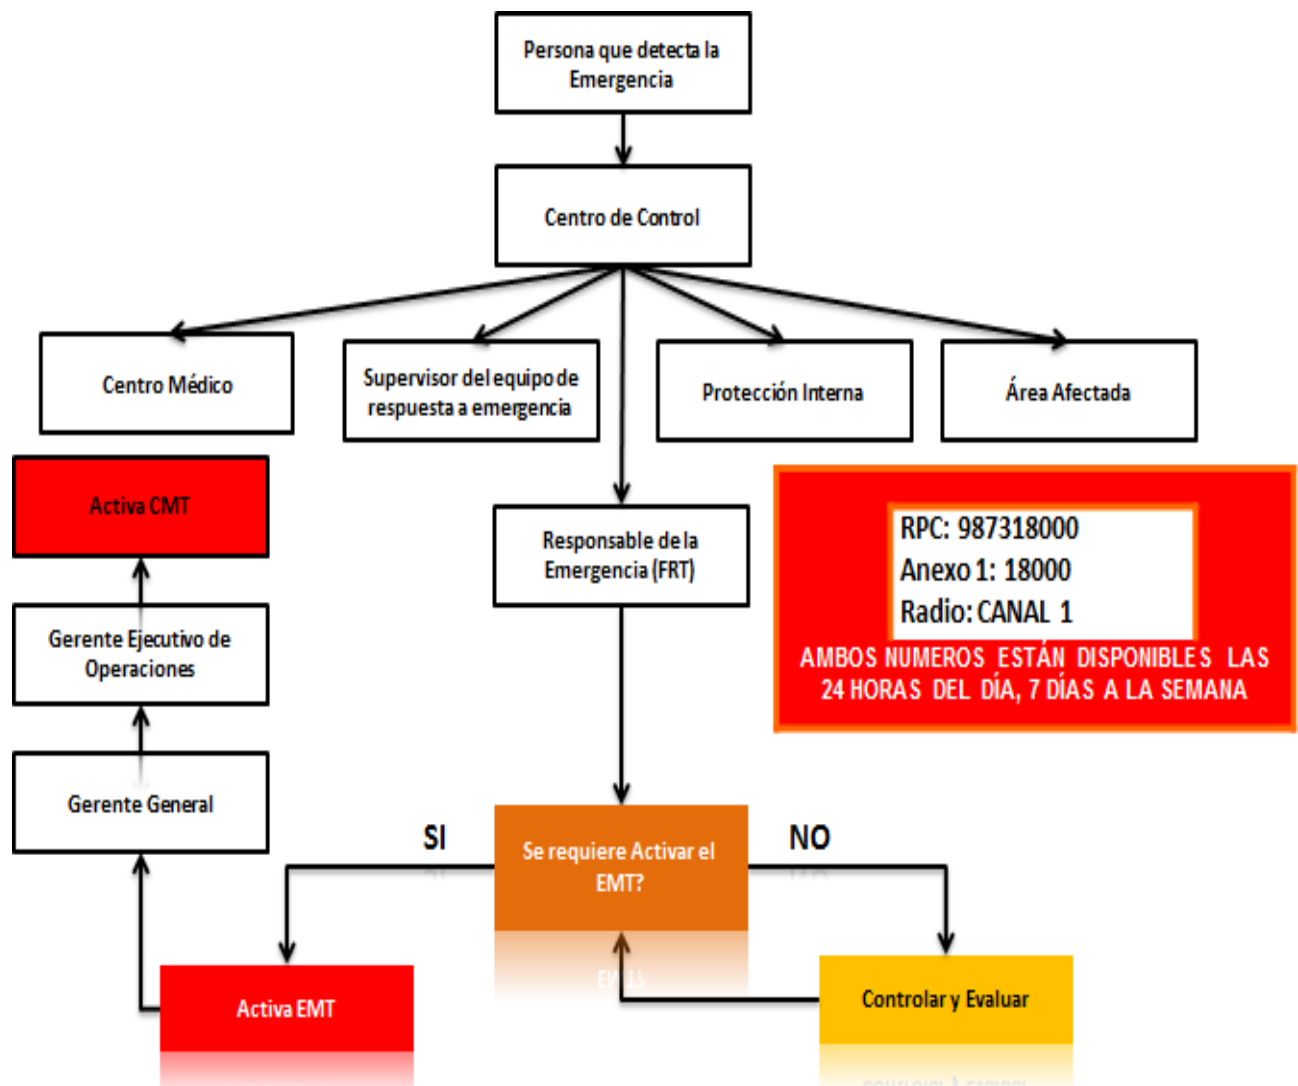 Persona que detecta la
Emergencia
Centro de Control
Centro Médico
Supervisor del equipo de
respuesta a emergencia
Protección Interna
Área Afectada
Activa CMT
Responsable de la
Emergencia (FRT)
RPC: 987318000
Anexo 1: 18000
Radio: CANAL 1
AMBOS NUMEROS ESTÁN DISPONIBLES LAS
24 HORAS DEL DÍA, 7 DÍAS A LA SEMANA
Gerente Ejecutivo de
Operaciones
Gerente General
SI
Se requiere Activar el
EMT?
NO
Activa EMT
Controlar y Evaluar